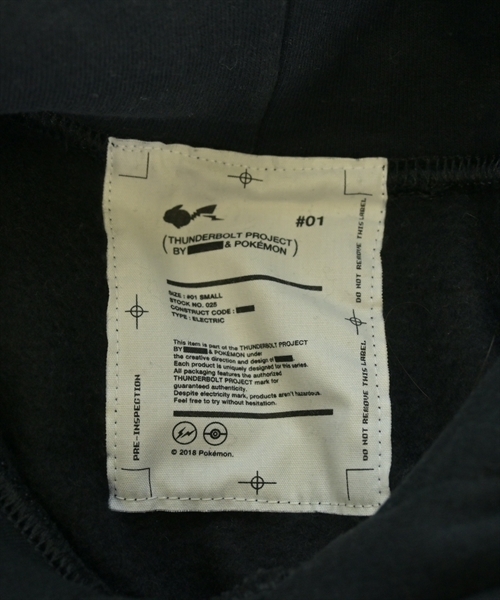 #01
(THUNDERBOLT PROJECT
BY & POKÉMON)
SIZE : #01 SMALL
STOCK NO. 025
CONSTRUCT CODE :
TYPE : ELECTRIC
This item is part of the THUNDERBOLT PROJECT
BY & POKÉMON under
the creative direction and design of .
Each product is uniquely designed for this series.
All packaging features the authorized
THUNDERBOLT PROJECT mark for
guaranteed authenticity.
Despite electricity mark, products aren't hazardous.
Feel free to try without hesitation.
© 2018 Pokémon.
PRE-INSPECTION
DO NOT REMOVE THIS LABEL
DO NOT REMOVE THIS LABEL